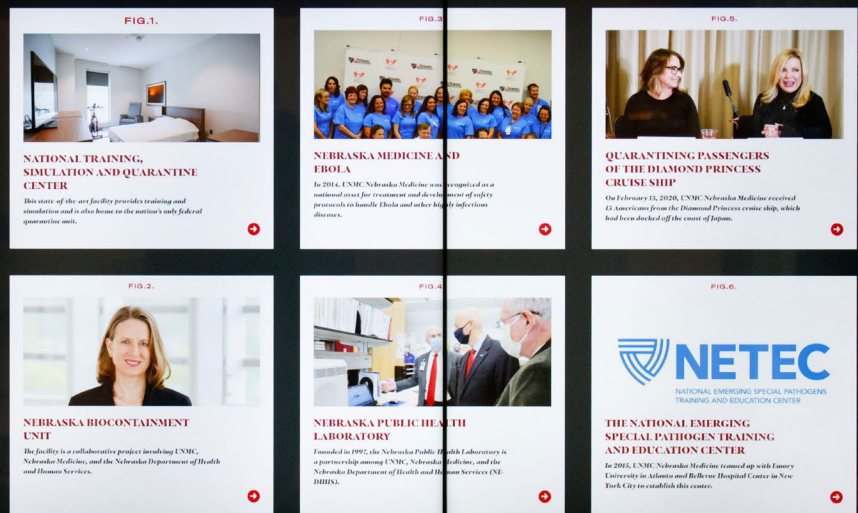 FIG.1.
NATIONAL TRAINING,
SIMULATION AND QUARANTINE
CENTER
This state-of-the-art facility provides training and
simulation and is also home to the nation's only federal
quarantine unit.
FIG.3
NEBRASKA MEDICINE AND
EBOLA
In 2014, UNMC/Nebraska Medicine was recognized as a
national asset for treatment and development of safety
protocols to handle Ebola and other highly infectious
diseases.
FIG.5.
QUARANTINING PASSENGERS
OF THE DIAMOND PRINCESS
CRUISE SHIP
On February 15, 2020, UNMC/Nebraska Medicine received
15 Americans from the Diamond Princess cruise ship, which
had been docked off the coast of Japan.
FIG.2.
NEBRASKA BIOCONTAINMENT
UNIT
The facility is a collaborative project involving UNMC,
Nebraska Medicine, and the Nebraska Department of Health
and Human Services.
FIG.4
NEBRASKA PUBLIC HEALTH
LABORATORY
Founded in 1997, the Nebraska Public Health Laboratory is
a partnership among UNMC, Nebraska Medicine, and the
Nebraska Department of Health and Human Services (NE-
DHHS).
FIG.6.
NETEC
NATIONAL EMERGING SPECIAL PATHOGENS
TRAINING AND EDUCATION CENTER
THE NATIONAL EMERGING
SPECIAL PATHOGEN TRAINING
AND EDUCATION CENTER
In 2015, UNMC/Nebraska Medicine teamed up with Emory
University in Atlanta and Bellevue Hospital Center in New
York City to establish this center.